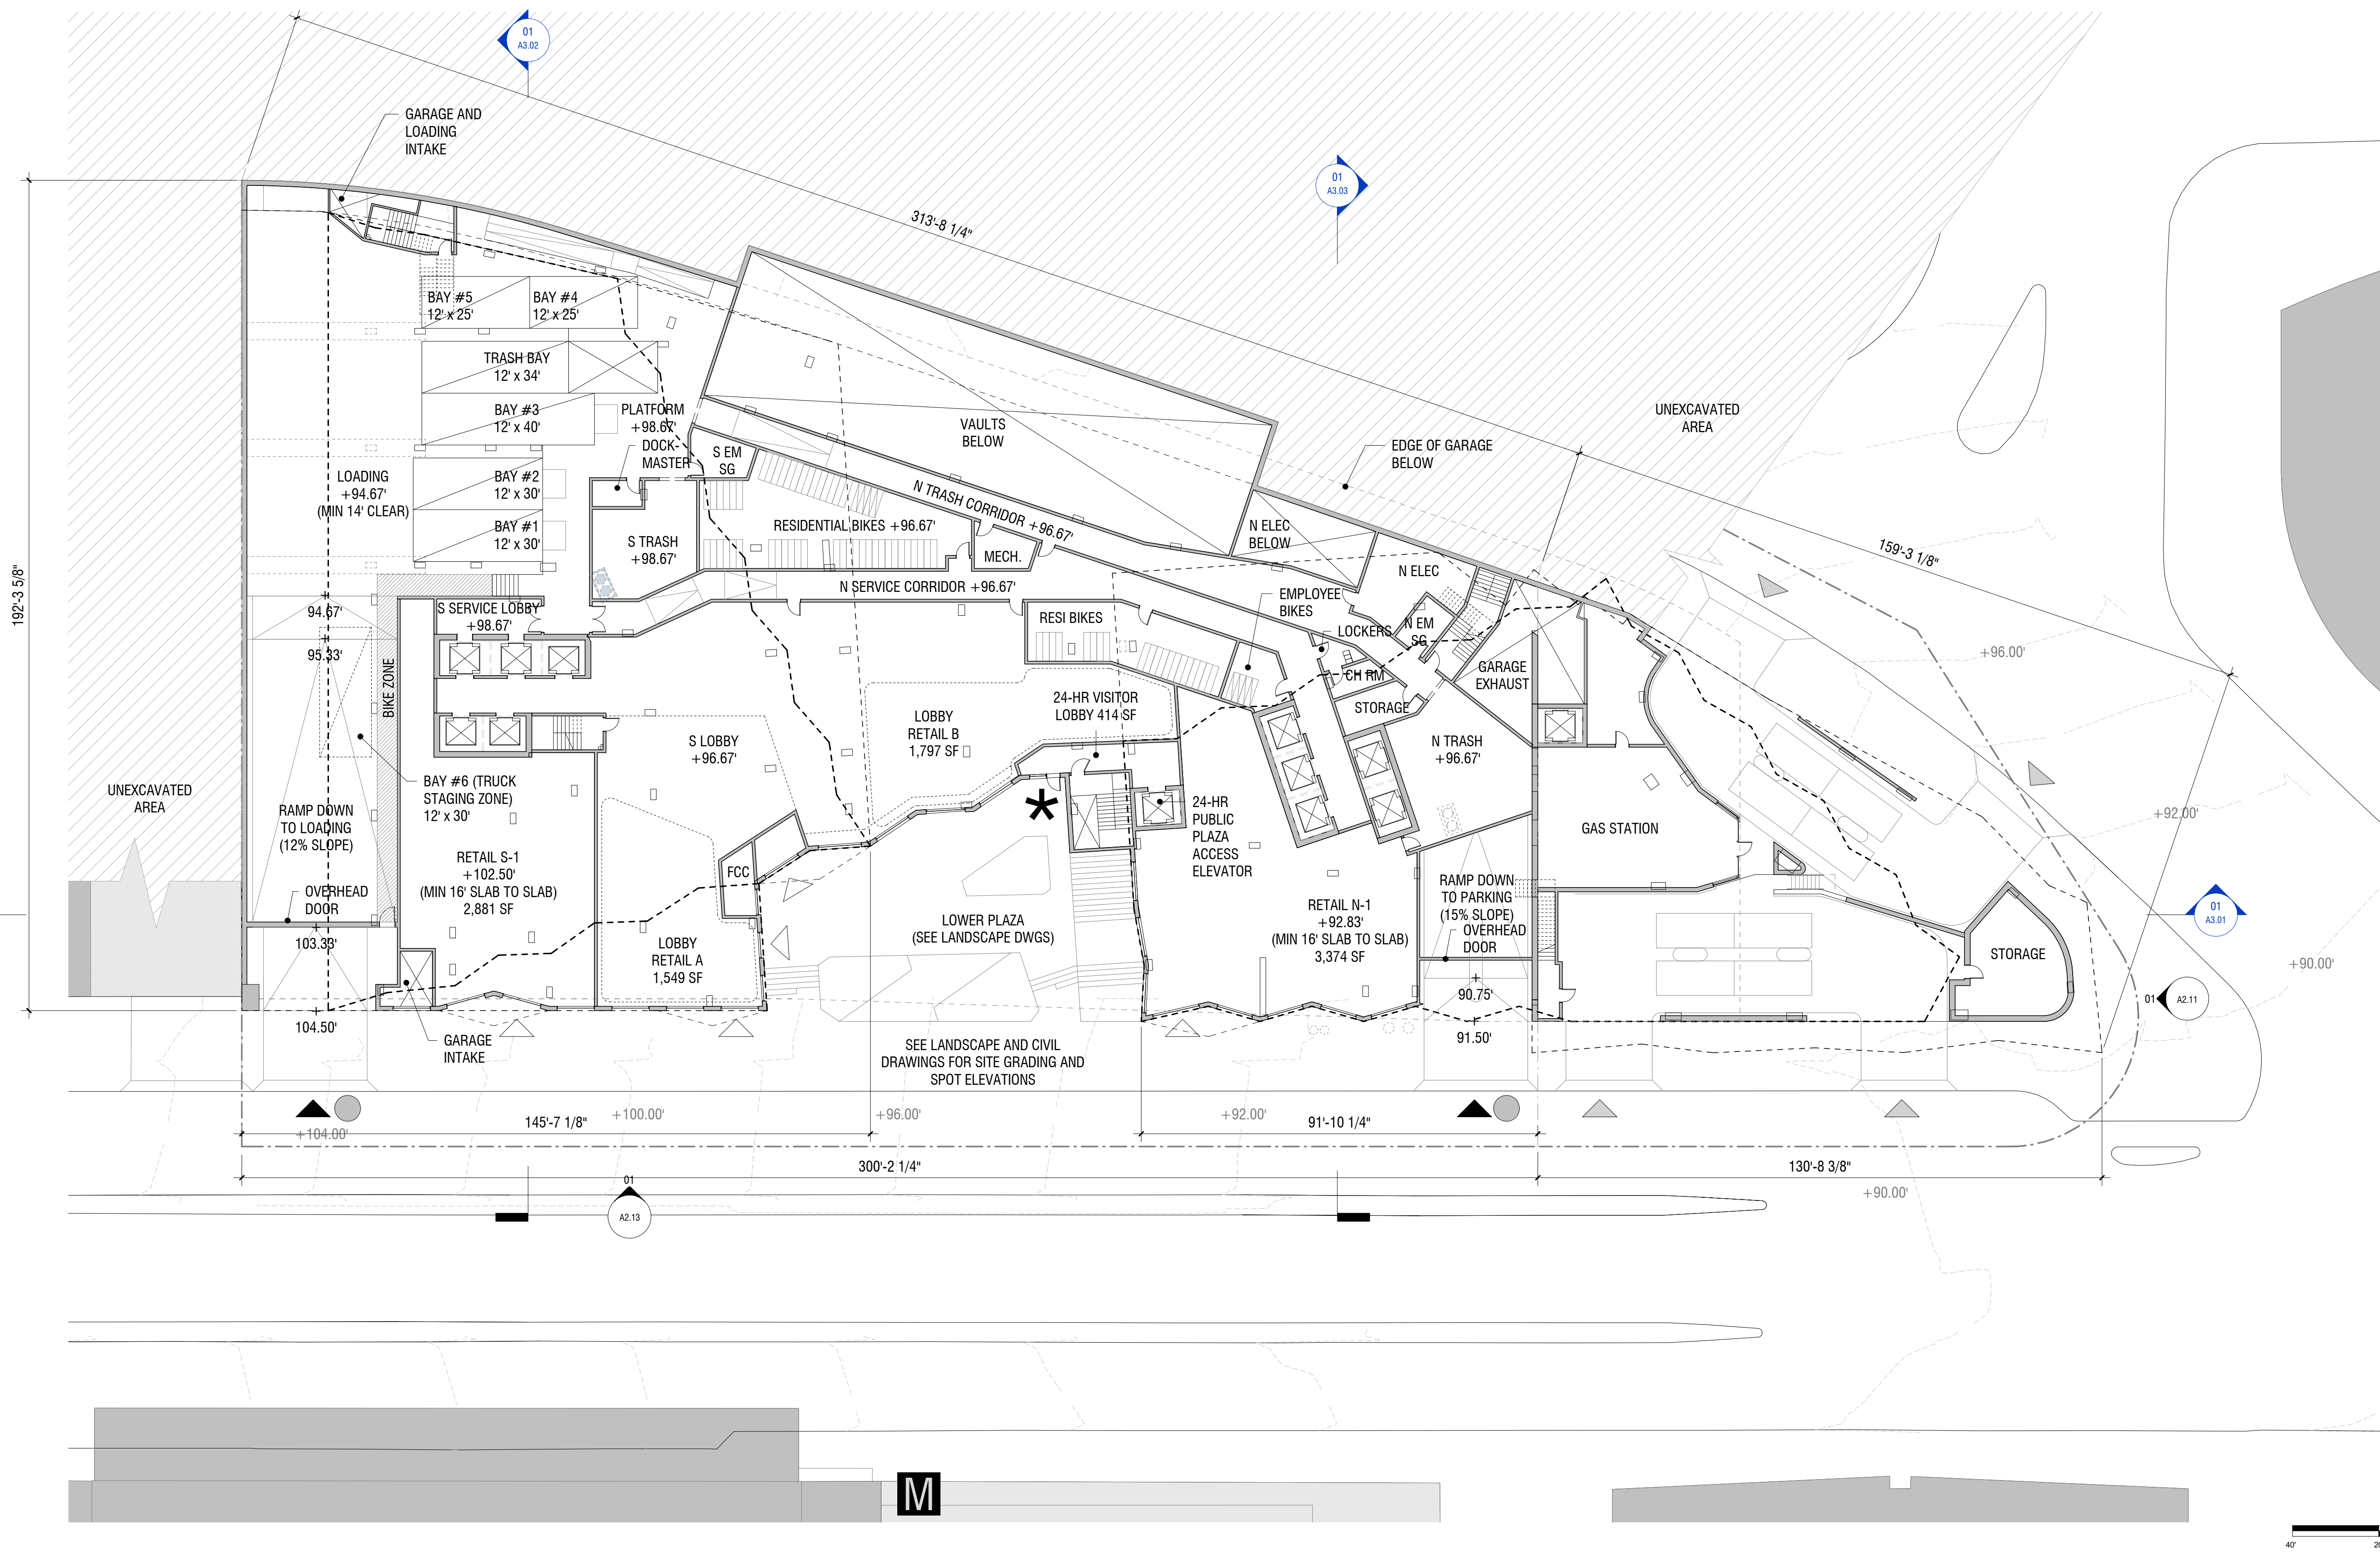 01
A3.02
GARAGE AND
LOADING
INTAKE
01
A3.03
313'-8 1/4"
BAY #5
12' x 25'
BAY #4
12' x 25'
TRASH BAY
12' x 34'
BAY #3
12' x 40'
PLATFORM
+98.67'
DOCK-
MASTER
S EM
SG
VAULTS
BELOW
UNEXCAVATED
AREA
EDGE OF GARAGE
BELOW
LOADING
+94.67'
(MIN 14' CLEAR)
BAY #2
12' x 30'
BAY #1
12' x 30'
N TRASH CORRIDOR +96.67'
RESIDENTIAL BIKES +96.67'
S TRASH
+98.67'
MECH.
N ELEC
BELOW
N ELEC
159'-3 1/8"
192'-3 5/8"
N SERVICE CORRIDOR +96.67'
EMPLOYEE
BIKES
94.67'
S SERVICE LOBBY
+98.67'
RESI BIKES
LOCKERS
N EM
SG
95.33'
BIKE ZONE
+96.00'
CH RM
GARAGE
EXHAUST
24-HR VISITOR
LOBBY 414 SF
STORAGE
LOBBY
RETAIL B
1,797 SF
S LOBBY
+96.67'
N TRASH
+96.67'
UNEXCAVATED
AREA
BAY #6 (TRUCK
STAGING ZONE)
12' x 30'
RAMP DOWN
TO LOADING
(12% SLOPE)
24-HR
PUBLIC
PLAZA
ACCESS
ELEVATOR
*
GAS STATION
+92.00'
RETAIL S-1
+102.50'
(MIN 16' SLAB TO SLAB)
2,881 SF
FCC
OVERHEAD
DOOR
RAMP DOWN
TO PARKING
(15% SLOPE)
OVERHEAD
DOOR
01
A3.01
LOWER PLAZA
(SEE LANDSCAPE DWGS)
RETAIL N-1
+92.83'
(MIN 16' SLAB TO SLAB)
3,374 SF
103.33'
LOBBY
RETAIL A
1,549 SF
STORAGE
+90.00'
90.75'
01
A2.11
104.50'
91.50'
GARAGE
INTAKE
SEE LANDSCAPE AND CIVIL
DRAWINGS FOR SITE GRADING AND
SPOT ELEVATIONS
+104.00'
+100.00'
+96.00'
+92.00'
145'-7 1/8"
91'-10 1/4"
300'-2 1/4"
130'-8 3/8"
+90.00'
01
A2.13
M
40'
20